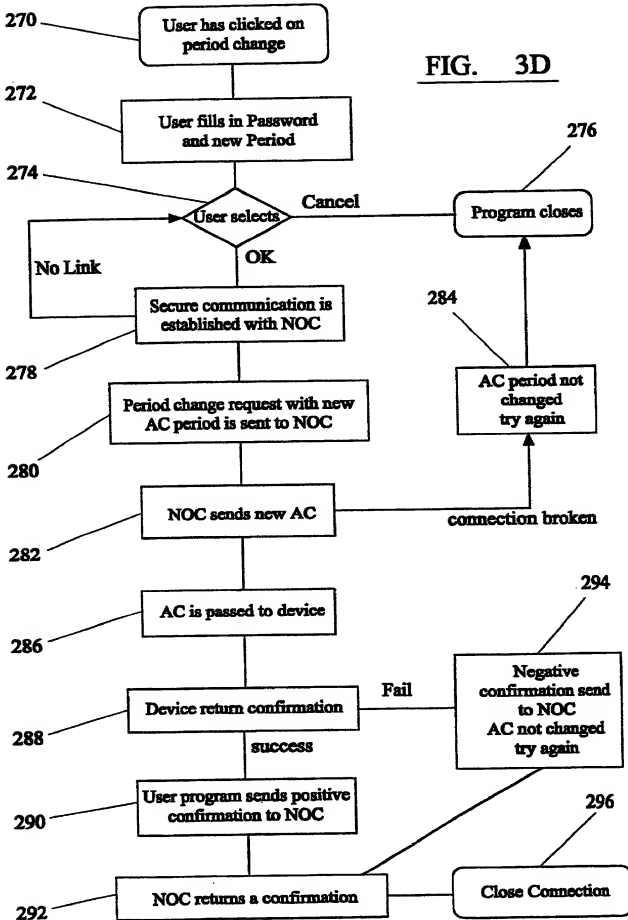 270
User has clicked on
period change
FIG. 3D
272
User fills in Password
and new Period
276
274
User selects
Cancel
Program closes
No Link
OK
284
Secure communication is
established with NOC
278
AC period not
changed
try again
Period change request with new
AC period is sent to NOC
280
NOC sends new AC
connection broken
282
294
AC is passed to device
286
Negative
confirmation send
to NOC
AC not changed
try again
Fail
Device return confirmation
288
success
User program sends positive
confirmation to NOC
290
296
NOC returns a confirmation
Close Connection
292